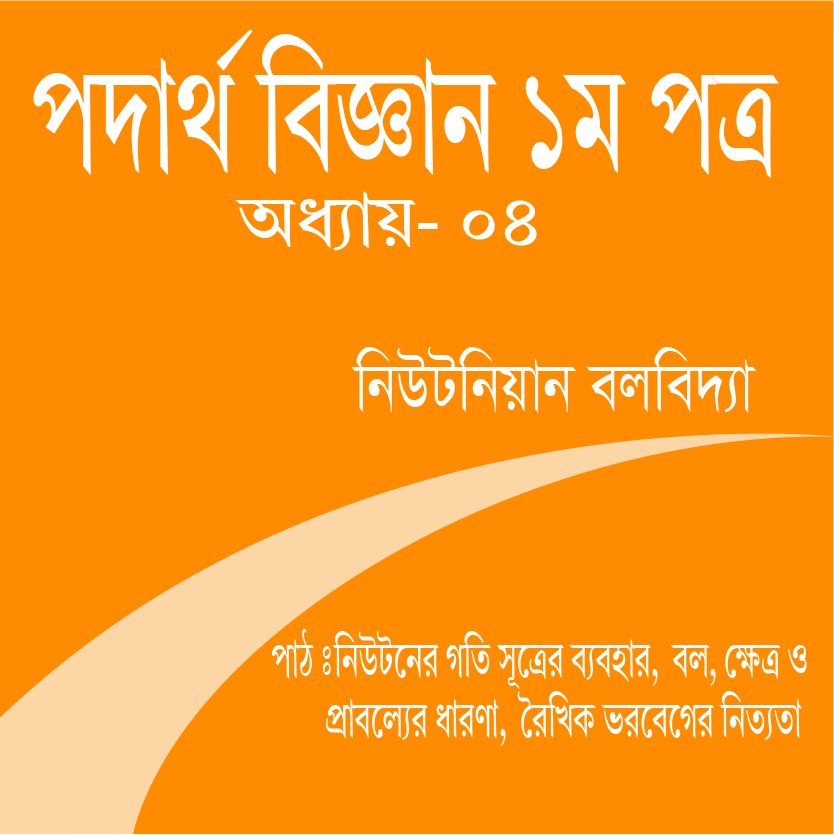 পদার্থ বিজ্ঞান ১ম পত্র
অধ্যায়- ০৪
নিউটনিয়ান বলবিদ্যা
পাঠ ঃনিউটনের গতি সূত্রের ব্যবহার, বল, ক্ষেত্র ও
প্রাবল্যের ধারণা, রৈখিক ভরবেগের নিত্যতা